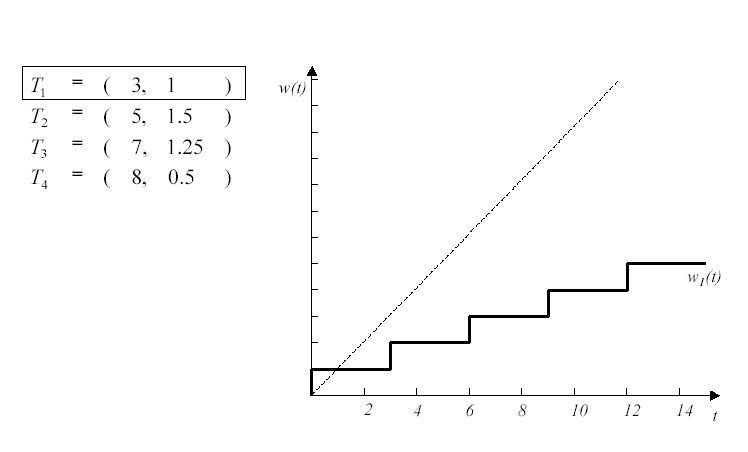 T1 = ( 3, 1 )
T2 = ( 5, 1.5 )
T3 = ( 7, 1.25 )
T4 = ( 8, 0.5 )
w(t)
w1(t)
2 4 6 8 10 12 14 t